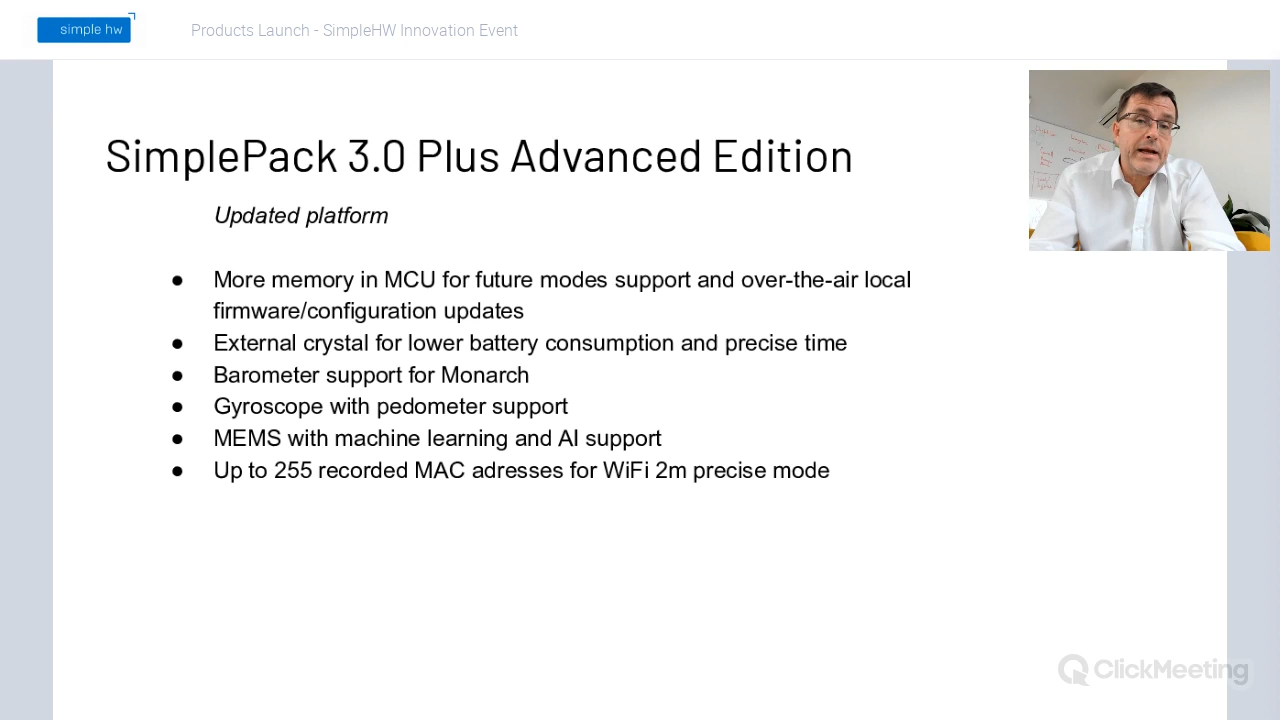 simple hw
Products Launch - SimpleHW Innovation Event
SimplePack 3.0 Plus Advanced Edition
Updated platform
● More memory in MCU for future modes support and over-the-air local
firmware/configuration updates
● External crystal for lower battery consumption and precise time
● Barometer support for Monarch
● Gyroscope with pedometer support
● MEMS with machine learning and AI support
● Up to 255 recorded MAC adresses for WiFi 2m precise mode
ClickMeeting